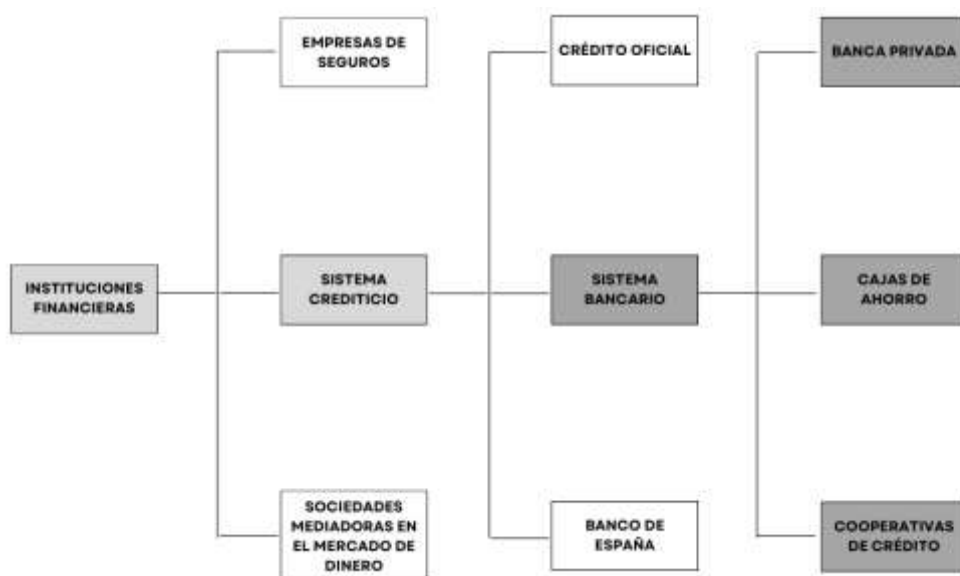 EMPRESAS DE
SEGUROS
CRÉDITO OFICIAL
BANCA PRIVADA
INSTITUCIONES
FINANCIERAS
SISTEMA
CREDITICIO
SISTEMA
BANCARIO
CAJAS DE
AHORRO
SOCIEDADES
MEDIADORAS EN
EL MERCADO DE
DINERO
BANCO DE
ESPAÑA
COOPERATIVAS
DE CRÉDITO